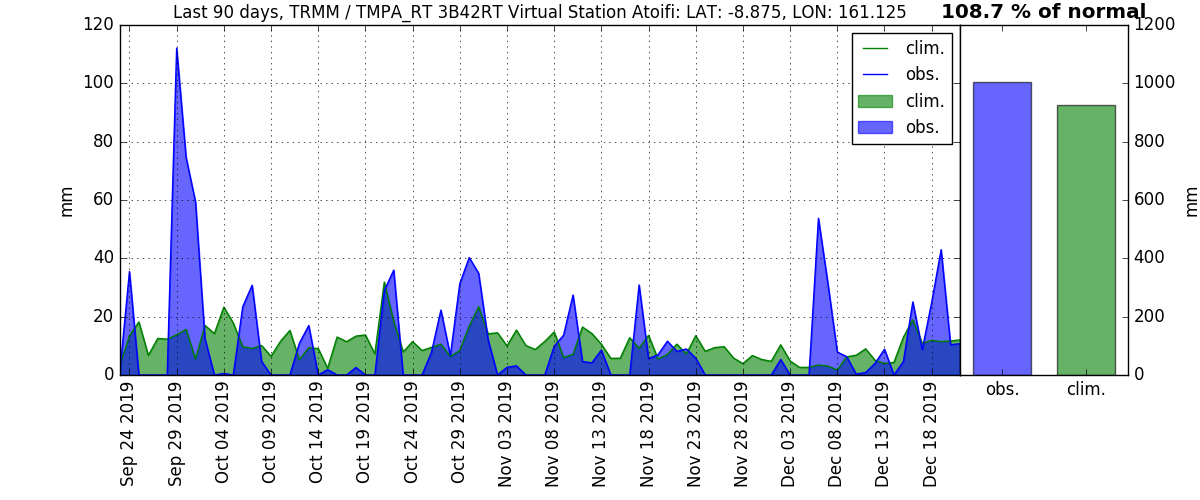 Last 90 days, TRMM / TMPA_RT 3B42RT Virtual Station Atoifi: LAT: -8.875, LON: 161.125
108.7 % of normal
120
100
80
60
40
20
0
mm
clim.
obs.
clim.
obs.
1200
1000
800
600
400
200
0
mm
obs.
clim.
Sep 24 2019
Sep 29 2019
Oct 04 2019
Oct 09 2019
Oct 14 2019
Oct 19 2019
Oct 24 2019
Oct 29 2019
Nov 03 2019
Nov 08 2019
Nov 13 2019
Nov 18 2019
Nov 23 2019
Nov 28 2019
Dec 03 2019
Dec 08 2019
Dec 13 2019
Dec 18 2019